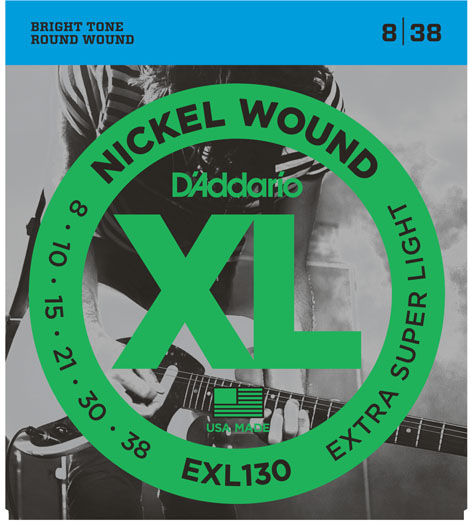 BRIGHT TONE
ROUND WOUND
8|38
NICKEL WOUND
D'Addario
XL
8 • 10 • 15 • 21 • 30 • 38
EXTRA SUPER LIGHT
USA MADE
EXL130